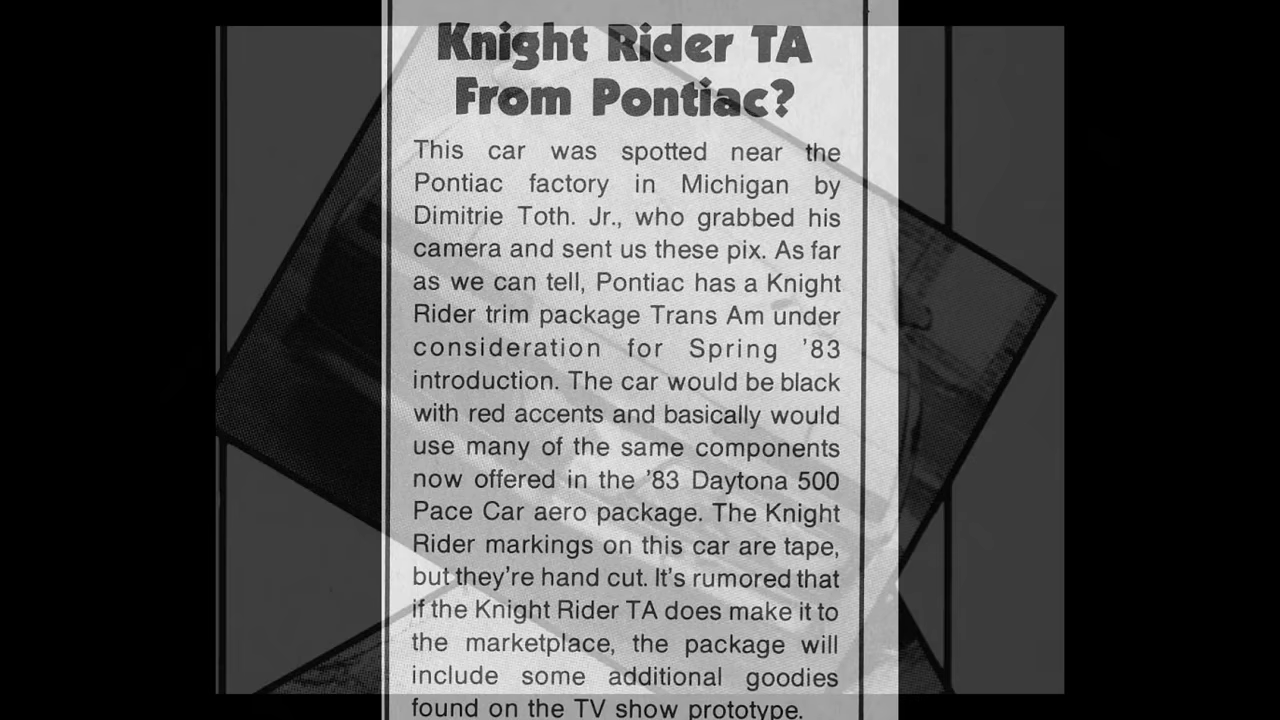 Knight Rider TA
From Pontiac?
This car was spotted near the
Pontiac factory in Michigan by
Dimitrie Toth. Jr., who grabbed his
camera and sent us these pix. As far
as we can tell, Pontiac has a Knight
Rider trim package Trans Am under
consideration for Spring '83
introduction. The car would be black
with red accents and basically would
use many of the same components
now offered in the '83 Daytona 500
Pace Car aero package. The Knight
Rider markings on this car are tape,
but they're hand cut. It's rumored that
if the Knight Rider TA does make it to
the marketplace, the package will
include some additional goodies
found on the TV show prototype.